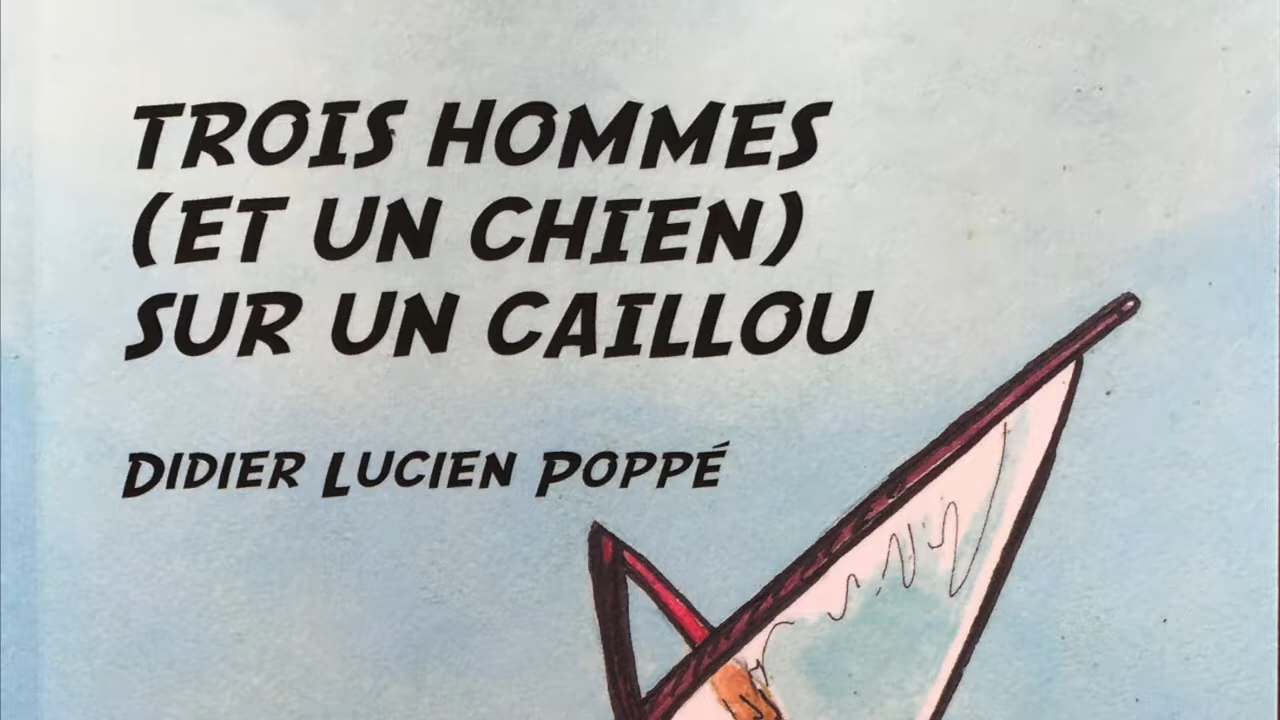 TROIS HOMMES
(ET UN CHIEN)
SUR UN CAILLOU
DIDIER LUCIEN POPPÉ